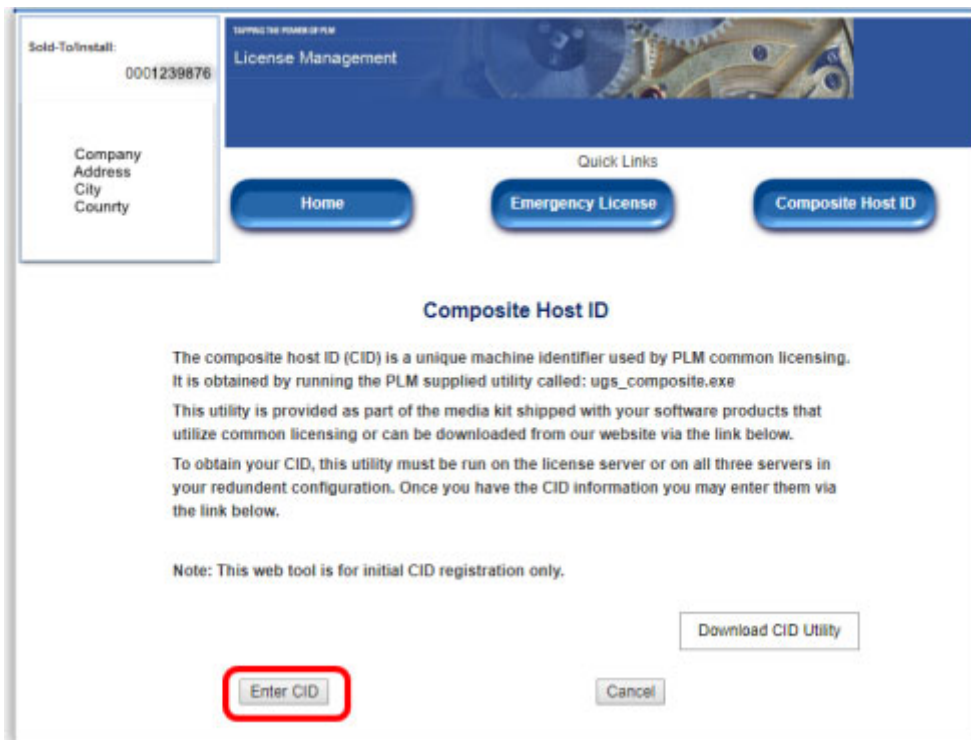 Sold-To/Install:
0001239876
Company
Address
City
Counrty
TAPPING THE POWER OF PLM
License Management
Quick Links
Home
Emergency License
Composite Host ID
Composite Host ID
The composite host ID (CID) is a unique machine identifier used by PLM common licensing.
It is obtained by running the PLM supplied utility called: ugs_composite.exe
This utility is provided as part of the media kit shipped with your software products that
utilize common licensing or can be downloaded from our website via the link below.
To obtain your CID, this utility must be run on the license server or on all three servers in
your redundent configuration. Once you have the CID information you may enter them via
the link below.
Note: This web tool is for initial CID registration only.
Download CID Utility
Enter CID
Cancel